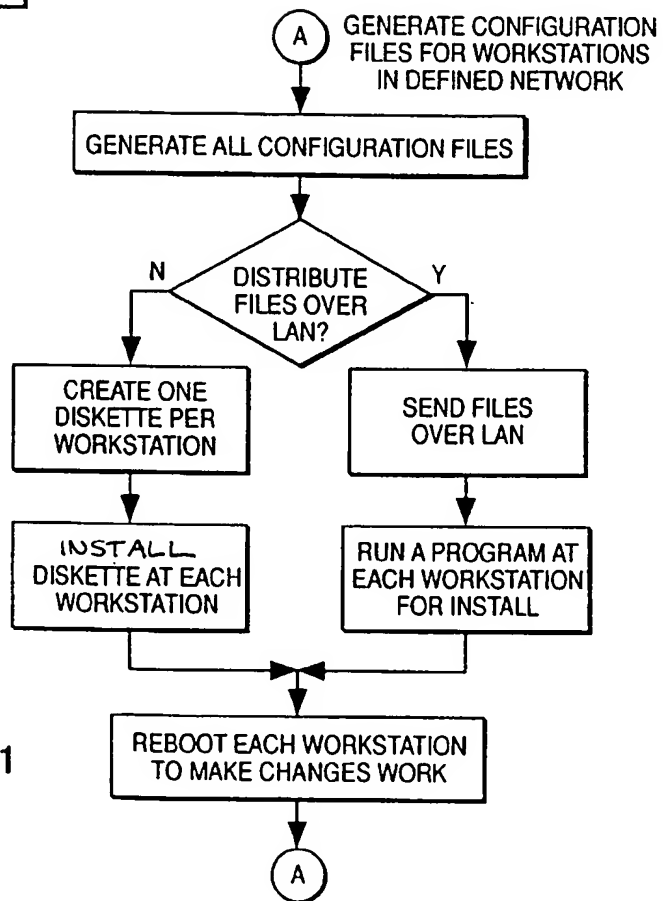 A
GENERATE CONFIGURATION
FILES FOR WORKSTATIONS
IN DEFINED NETWORK
GENERATE ALL CONFIGURATION FILES
N
DISTRIBUTE
FILES OVER
LAN?
Y
CREATE ONE
DISKETTE PER
WORKSTATION
SEND FILES
OVER LAN
INSTALL
DISKETTE AT EACH
WORKSTATION
RUN A PROGRAM AT
EACH WORKSTATION
FOR INSTALL
1
REBOOT EACH WORKSTATION
TO MAKE CHANGES WORK
A